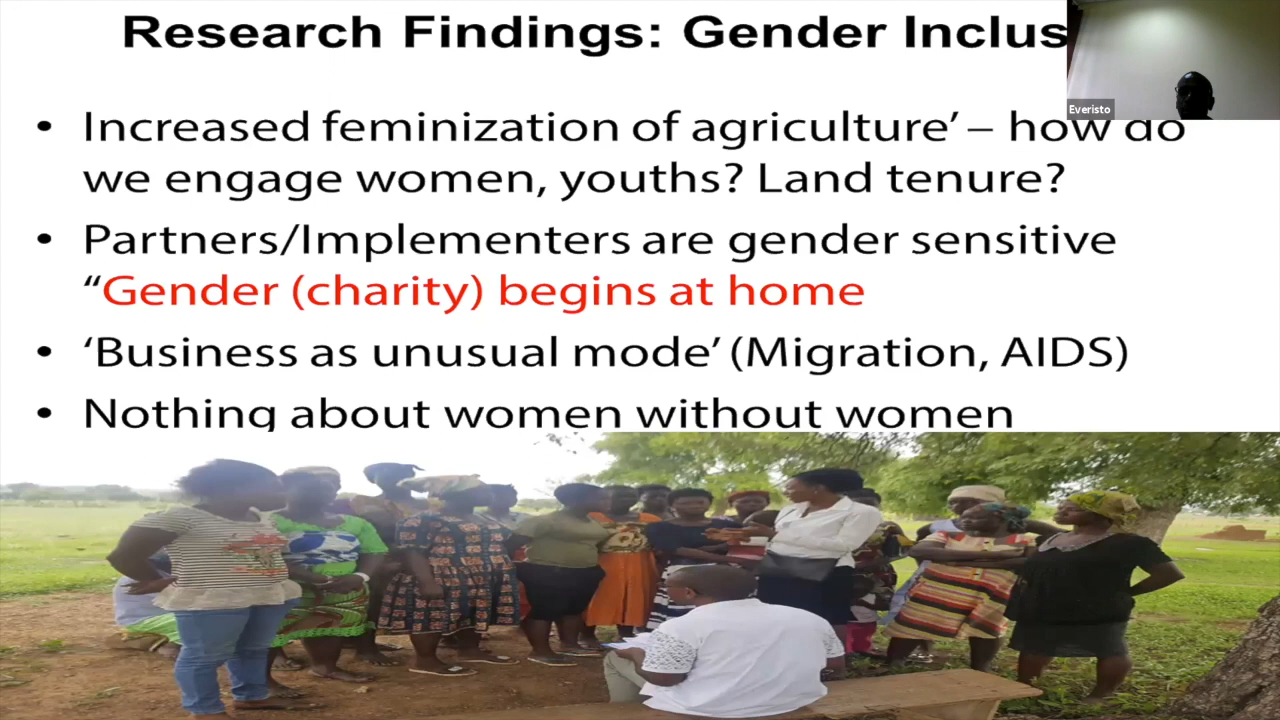 Research Findings: Gender Inclus
Everisto
• Increased feminization of agriculture’ – how do
we engage women, youths? Land tenure?
• Partners/Implementers are gender sensitive
“Gender (charity) begins at home
• ‘Business as unusual mode’ (Migration, AIDS)
• Nothing about women without women